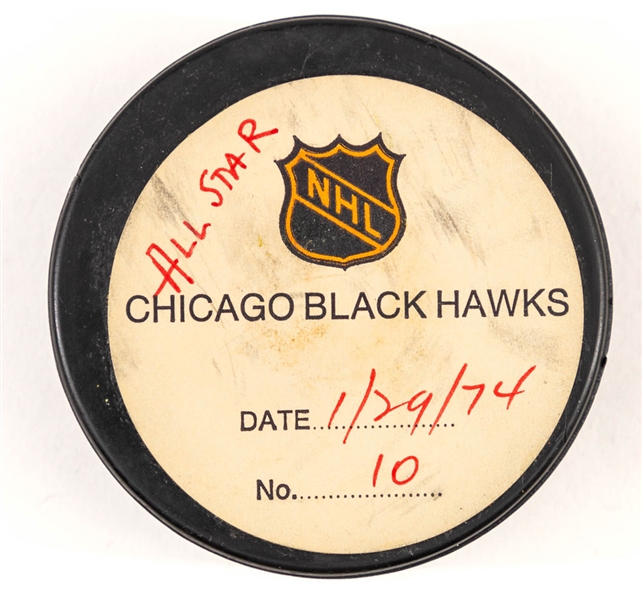 ALL STAR
NHL
CHICAGO BLACK HAWKS
DATE....1/29/74....
No.....10....